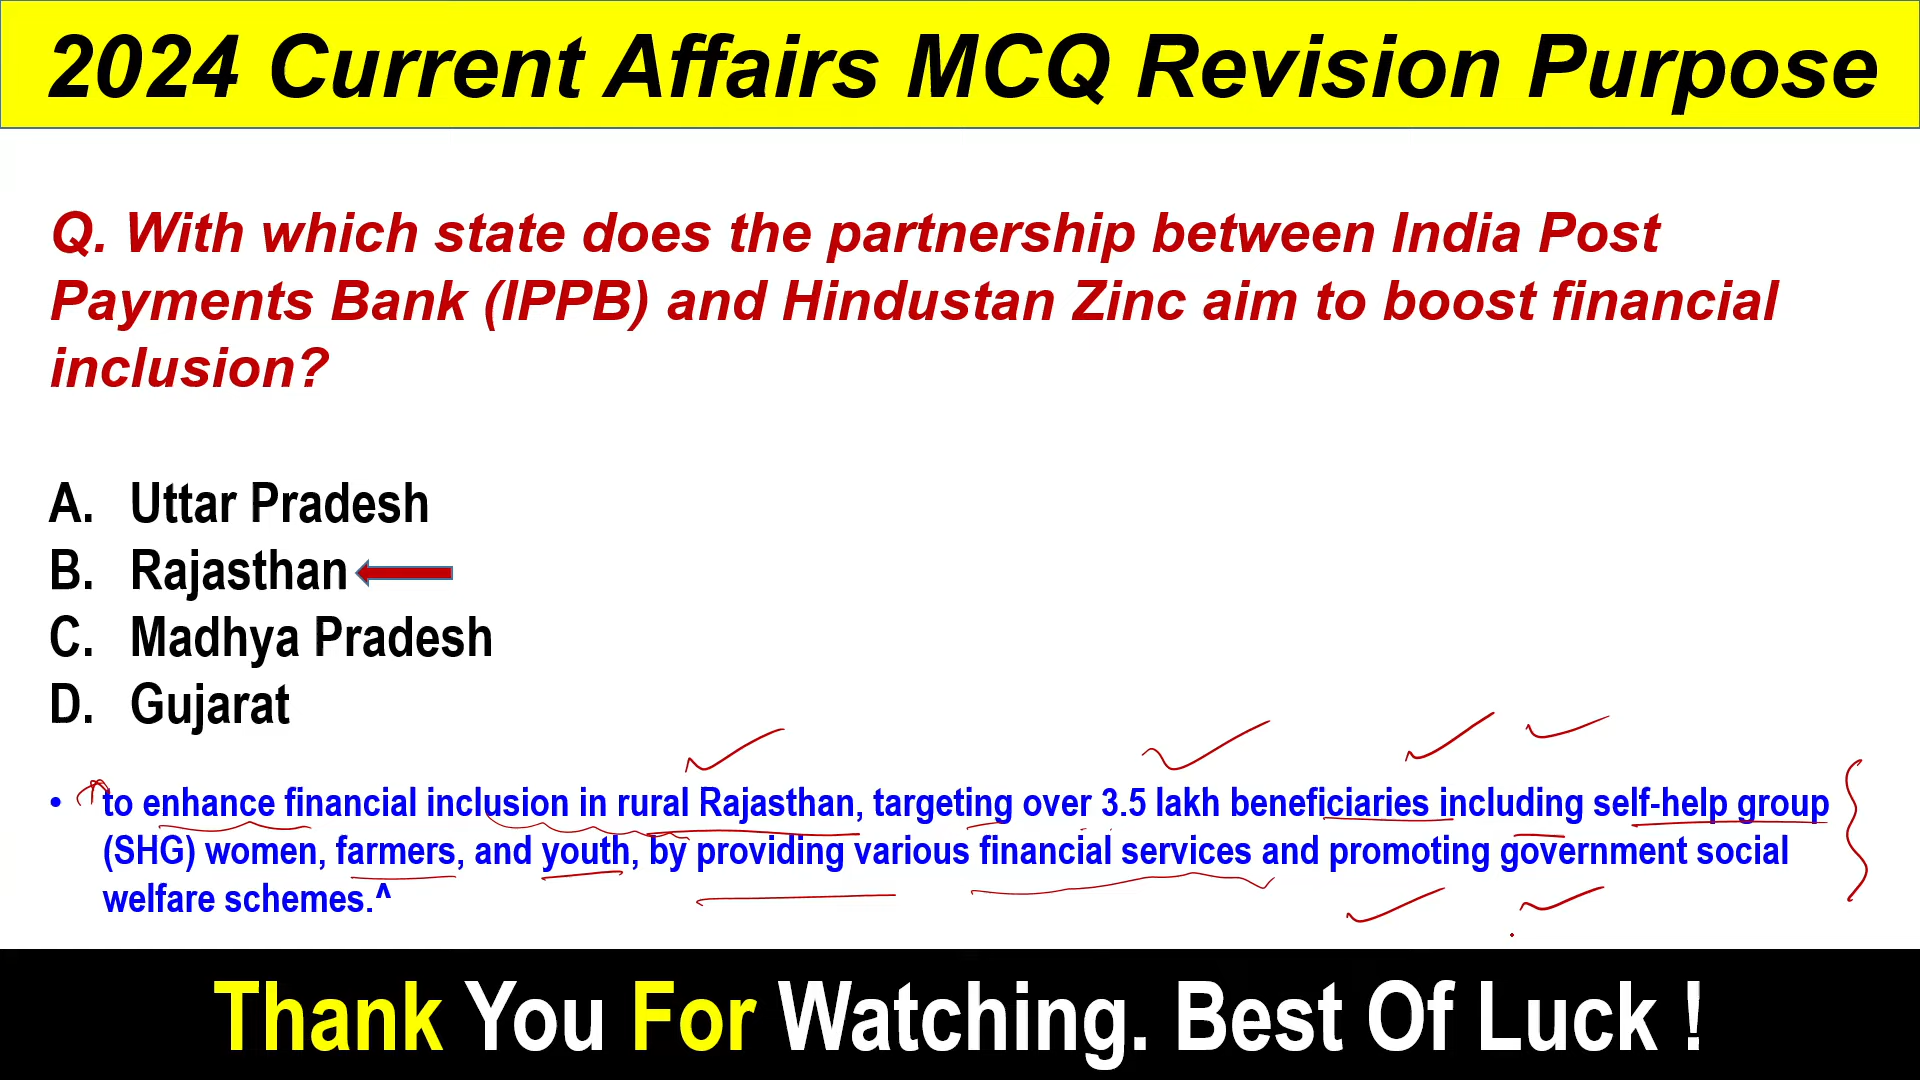 2024 Current Affairs MCQ Revision Purpose
Q. With which state does the partnership between India Post
Payments Bank (IPPB) and Hindustan Zinc aim to boost financial
inclusion?
A. Uttar Pradesh
B. Rajasthan
C. Madhya Pradesh
D. Gujarat
• to enhance financial inclusion in rural Rajasthan, targeting over 3.5 lakh beneficiaries including self-help group
(SHG) women, farmers, and youth, by providing various financial services and promoting government social
welfare schemes.^
Thank You For Watching. Best Of Luck !